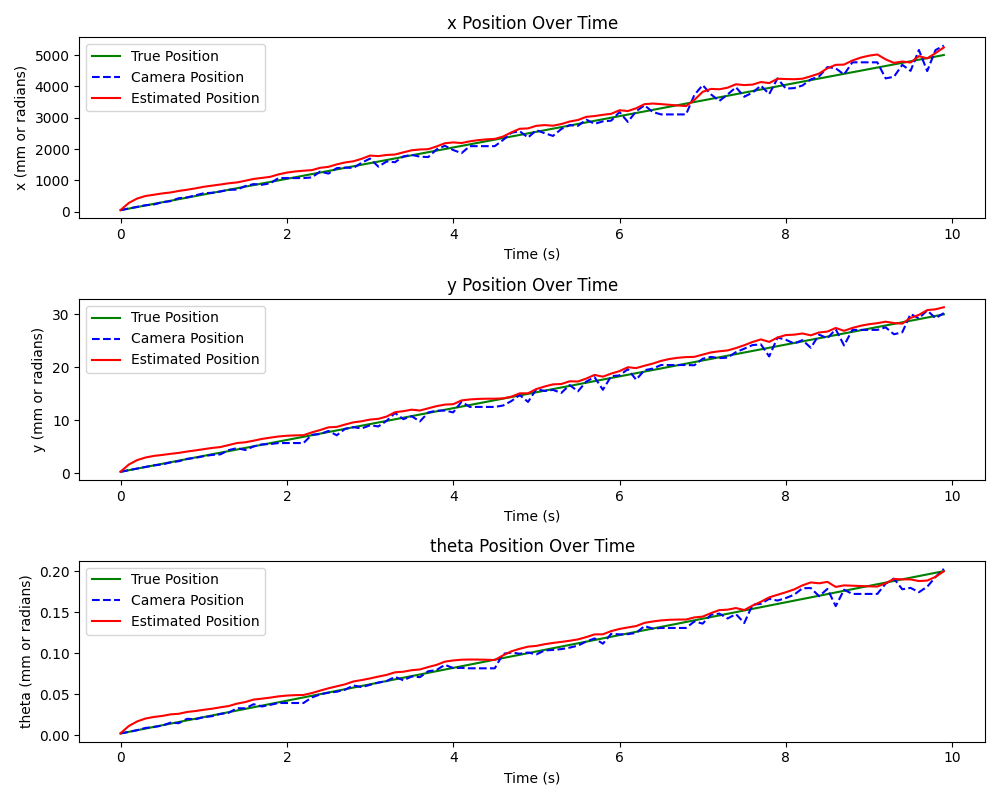 x Position Over Time
True Position
Camera Position
Estimated Position
x (mm or radians)
5000
4000
3000
2000
1000
0
0 2 4 6 8 10
Time (s)
y Position Over Time
True Position
Camera Position
Estimated Position
y (mm or radians)
30
20
10
0
0 2 4 6 8 10
Time (s)
theta Position Over Time
True Position
Camera Position
Estimated Position
theta (mm or radians)
0.20
0.15
0.10
0.05
0.00
0 2 4 6 8 10
Time (s)